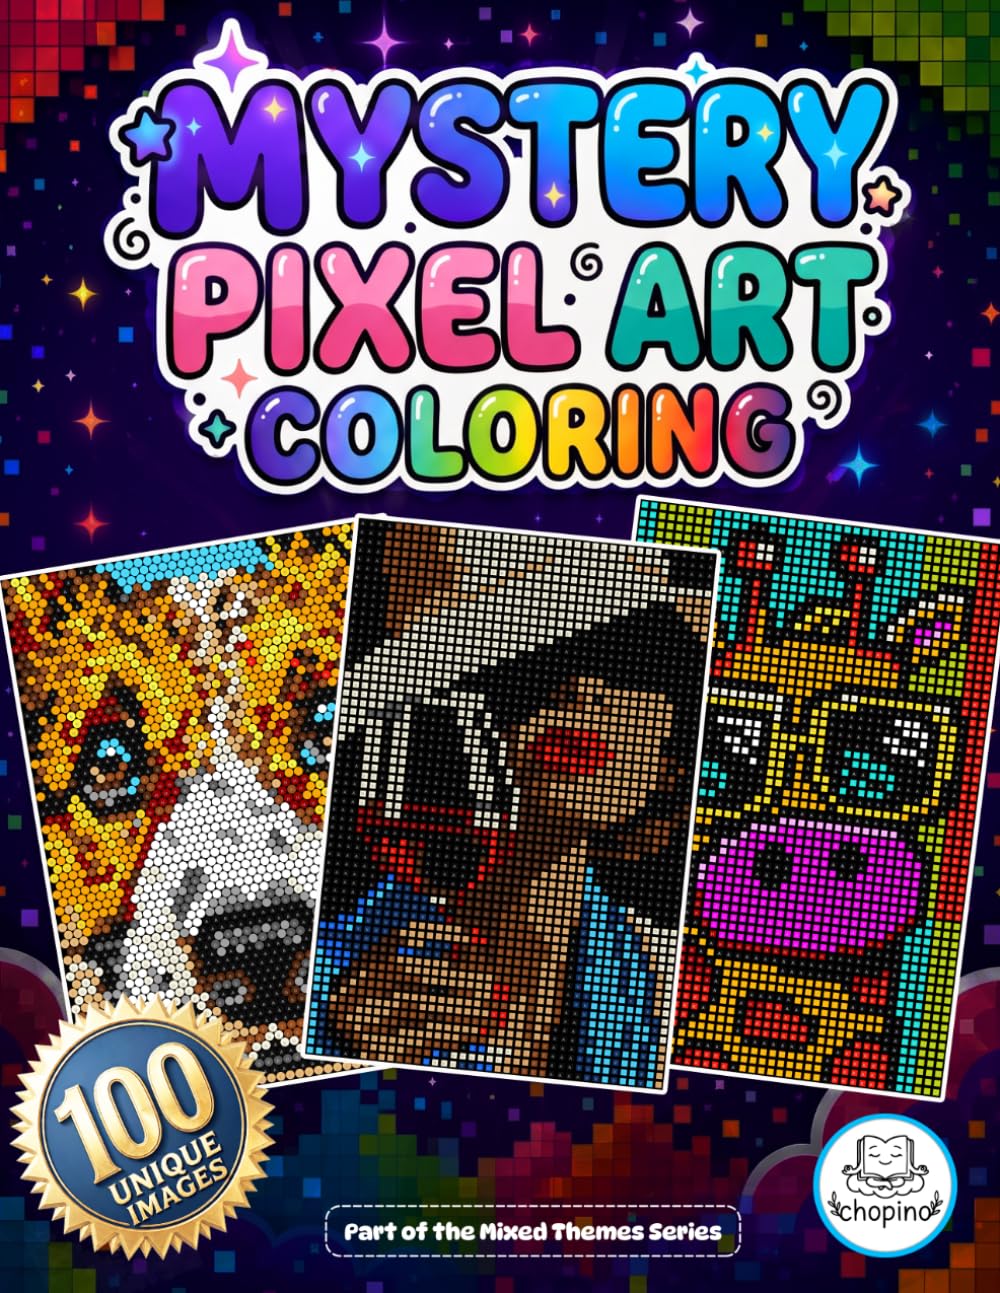 MYSTERY
PIXEL ART
COLORING
100
UNIQUE
IMAGES
Part of the Mixed Themes Series
chopino